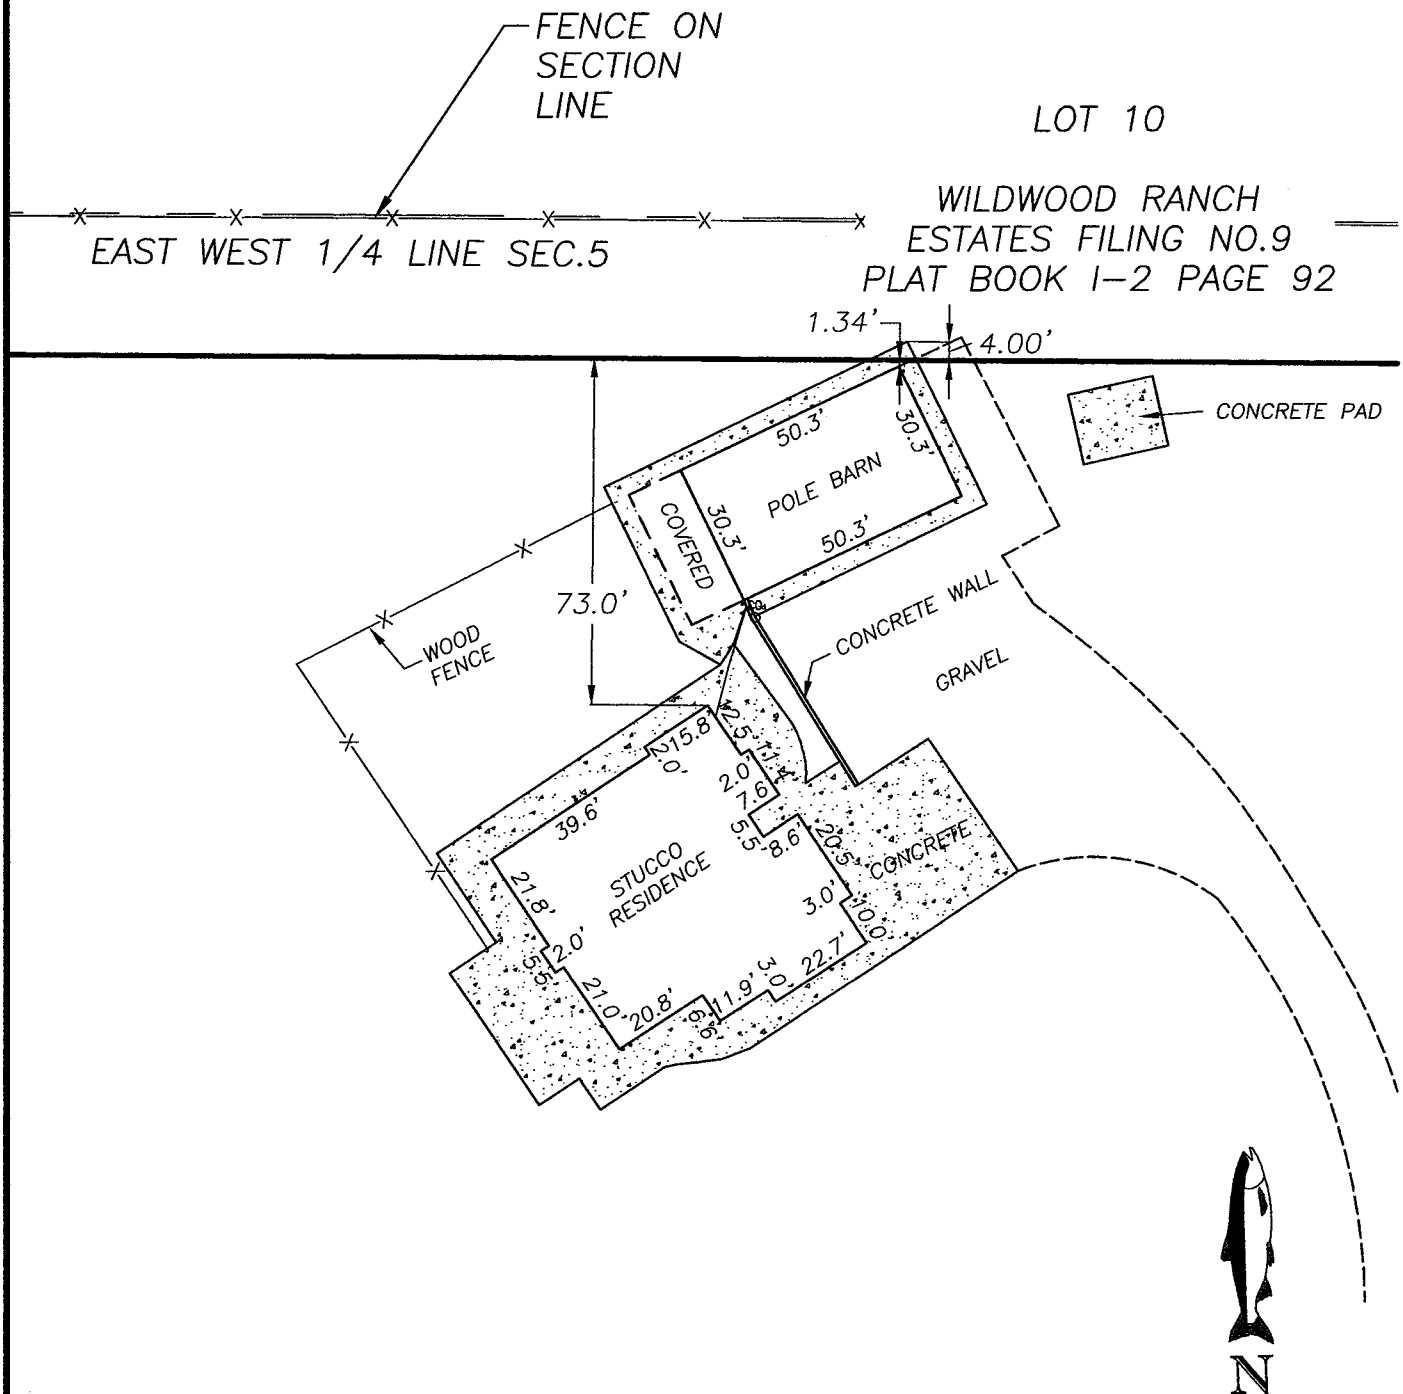 FENCE ON
SECTION
LINE
LOT 10
WILDWOOD RANCH
ESTATES FILING NO.9
PLAT BOOK I-2 PAGE 92
EAST WEST 1/4 LINE SEC.5
1.34'
4.00'
CONCRETE PAD
50.3'
30.3'
POLE BARN
COVERED
30.3'
50.3'
73.0'
WOOD
FENCE
CONCRETE WALL
GRAVEL
15.8'
2.0'
12.5'
11.4'
2.0'
7.6'
5.5'
8.6'
20.5'
39.6'
STUCCO
RESIDENCE
CONCRETE
21.8'
3.0'
10.0'
2.0'
5.5'
22.7'
3.0'
21.0'
20.8'
11.9'
6.6'
N